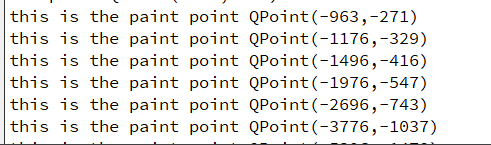 this is the paint point QPoint(-963,-271)
this is the paint point QPoint(-1176,-329)
this is the paint point QPoint(-1496,-416)
this is the paint point QPoint(-1976,-547)
this is the paint point QPoint(-2696,-743)
this is the paint point QPoint(-3776,-1037)